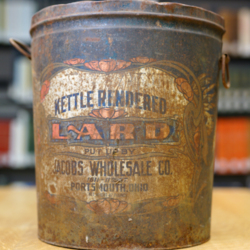 KETTLE RENDERED
LARD
PUT UP BY
JACOBS WHOLESALE CO.
PORTSMOUTH, OHIO